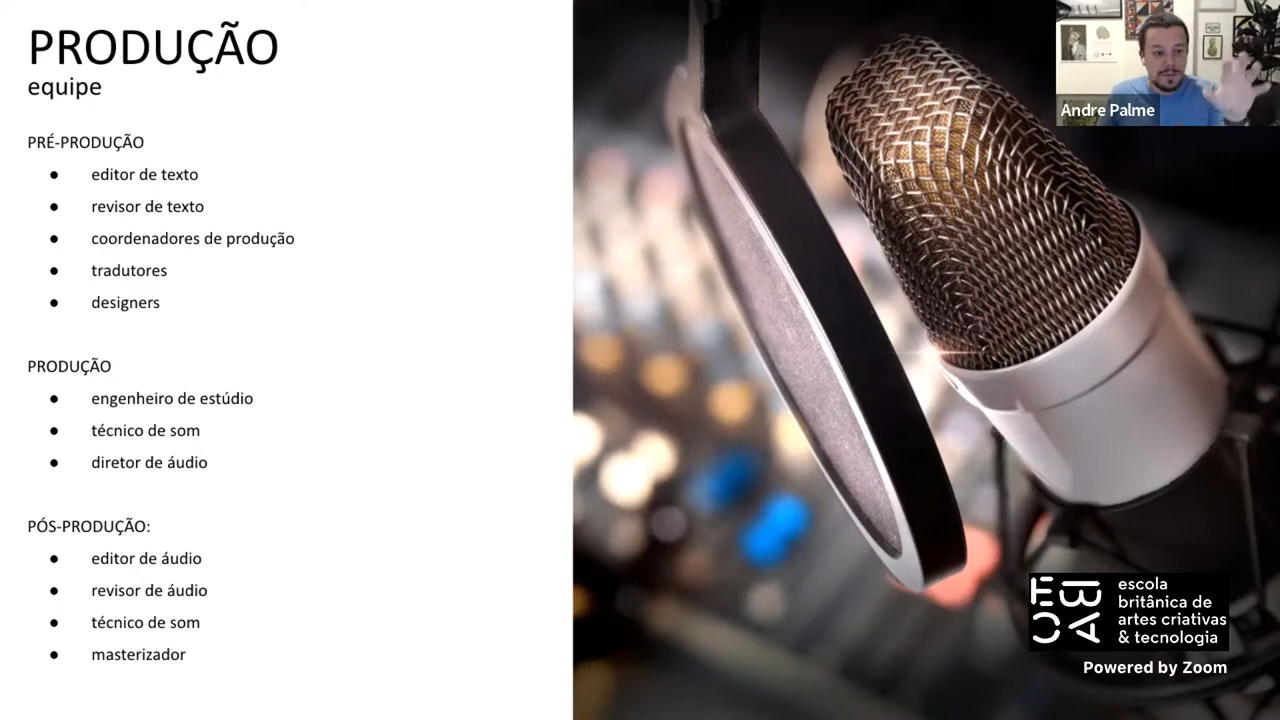 PRODUÇÃO
equipe
PRÉ-PRODUÇÃO
● editor de texto
● revisor de texto
● coordenadores de produção
● tradutores
● designers
PRODUÇÃO
● engenheiro de estúdio
● técnico de som
● diretor de áudio
PÓS-PRODUÇÃO:
● editor de áudio
● revisor de áudio
● técnico de som
● masterizador
Andre Palme
EBAC
escola
britânica de
artes criativas
& tecnologia
Powered by Zoom